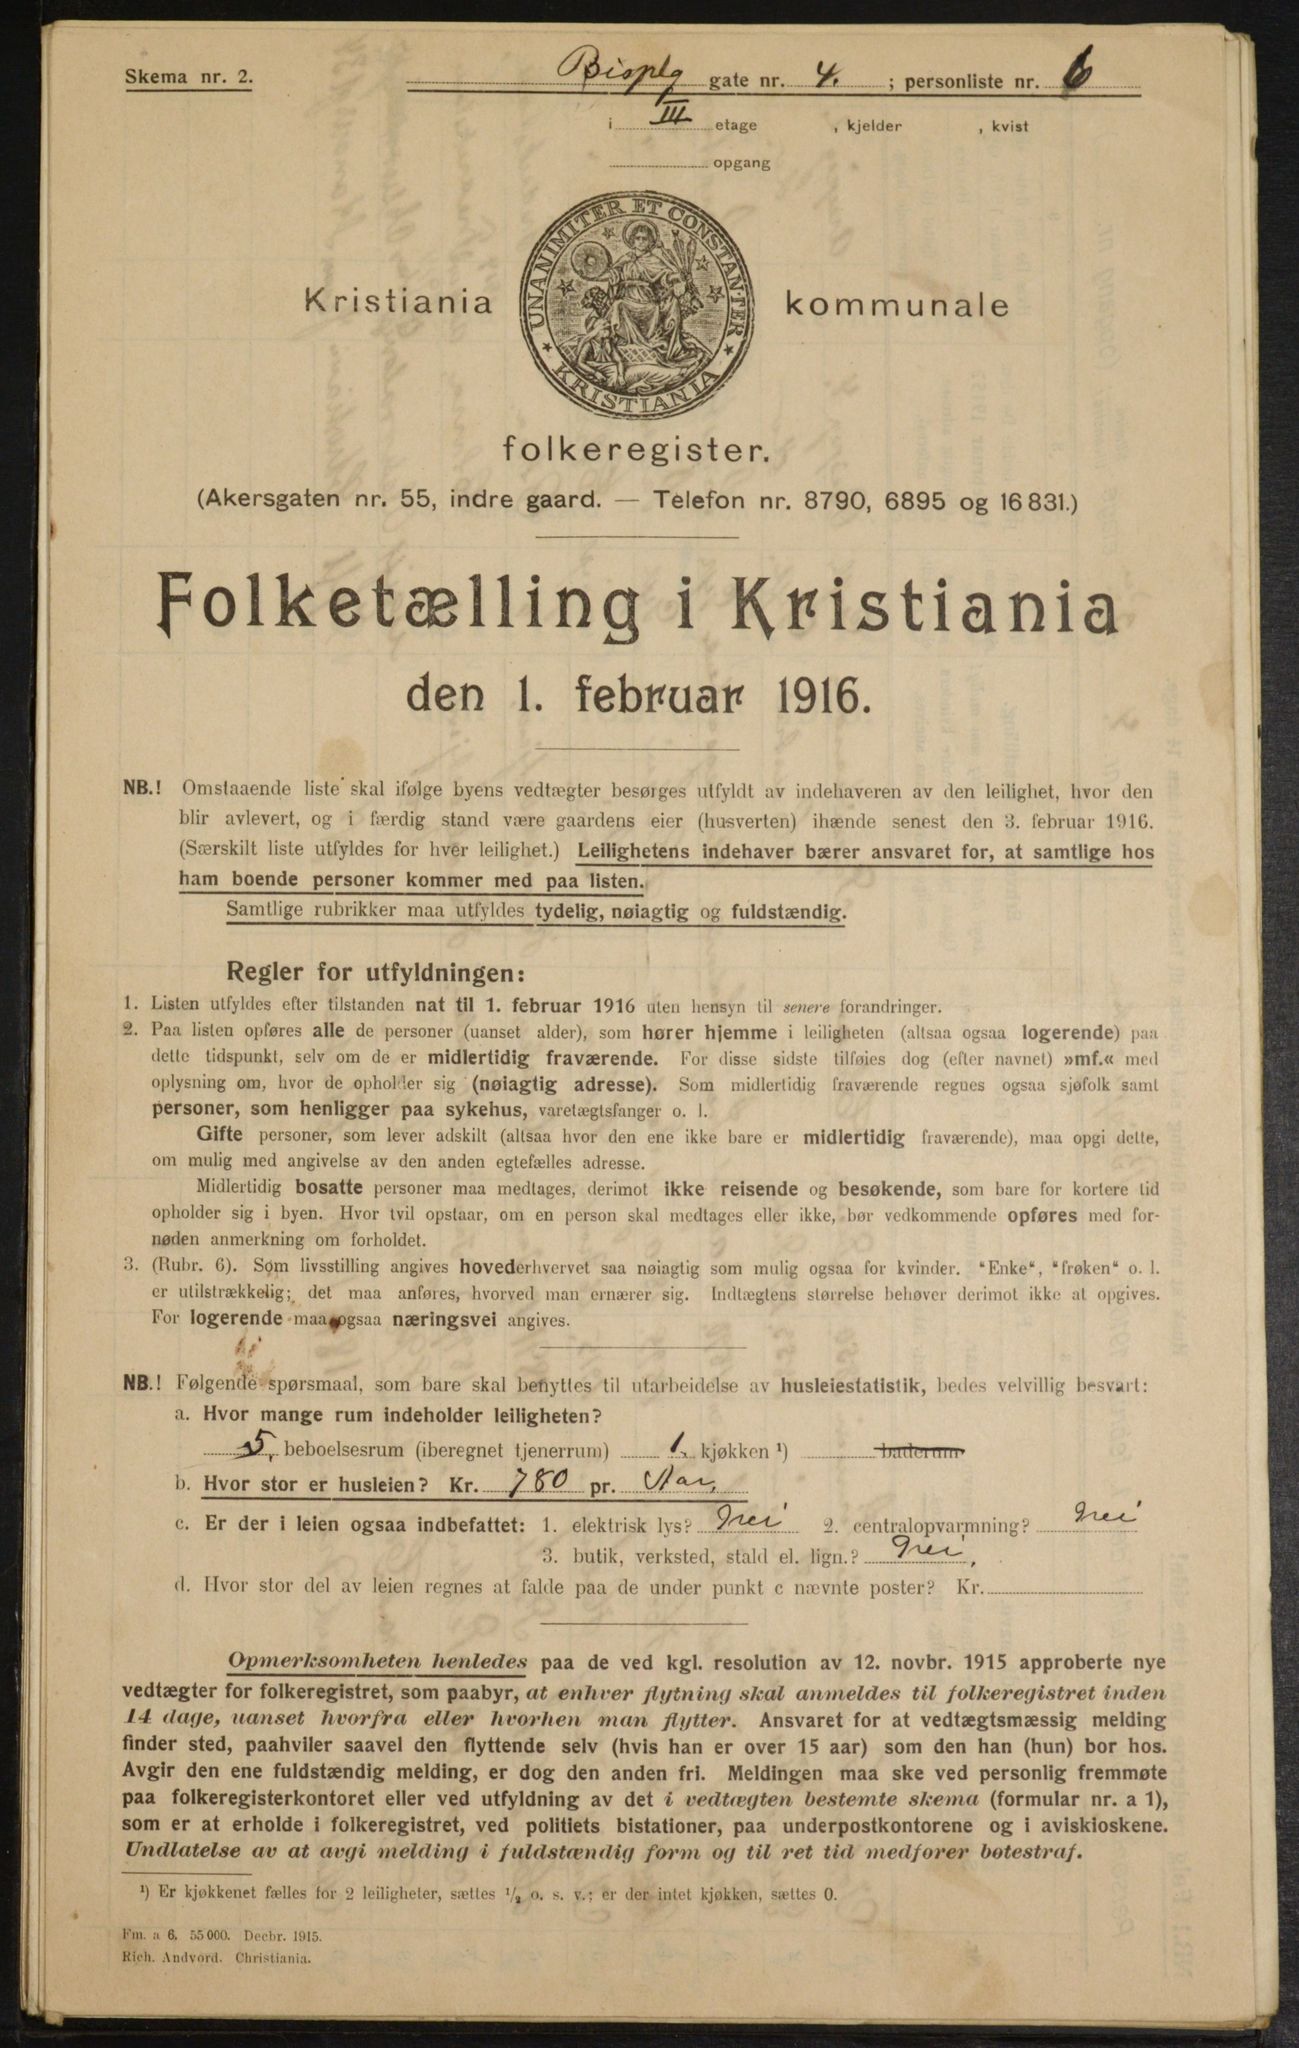 Skema nr. 2.
Bispeg gate nr. 4. ; personliste nr. 6
i III etage , kjelder , kvist
opgang
UNANIMITER ET CONSTANTER
KRISTIANIA
Kristiania kommunale
folkeregister.
(Akersgaten nr. 55, indre gaard. — Telefon nr. 8790, 6895 og 16 831.)
Folketælling i Kristiania
den 1. februar 1916.
NB.! Omstaaende liste skal ifølge byens vedtægter besørges utfyldt av indehaveren av den leilighet, hvor den
blir avlevert, og i færdig stand være gaardens eier (husverten) ihænde senest den 3. februar 1916.
(Særskilt liste utfyldes for hver leilighet.) Leilighetens indehaver bærer ansvaret for, at samtlige hos
ham boende personer kommer med paa listen.
Samtlige rubrikker maa utfyldes tydelig, nøiagtig og fuldstændig.
Regler for utfyldningen:
1. Listen utfyldes efter tilstanden nat til 1. februar 1916 uten hensyn til senere forandringer.
2. Paa listen opføres alle de personer (uanset alder), som hører hjemme i leiligheten (altsaa ogsaa logerende) paa
dette tidspunkt, selv om de er midlertidig fraværende. For disse sidste tilføies dog (efter navnet) »mf.« med
oplysning om, hvor de opholder sig (nøiagtig adresse). Som midlertidig fraværende regnes ogsaa sjøfolk samt
personer, som henligger paa sykehus, varetægtsfanger o. l.
Gifte personer, som lever adskilt (altsaa hvor den ene ikke bare er midlertidig fraværende), maa opgi dette,
om mulig med angivelse av den anden egtefælles adresse.
Midlertidig bosatte personer maa medtages, derimot ikke reisende og besøkende, som bare for kortere tid
opholder sig i byen. Hvor tvil opstaar, om en person skal medtages eller ikke, bør vedkommende opføres med for-
nøden anmerkning om forholdet.
3. (Rubr. 6). Som livsstilling angives hovederhvervet saa nøiagtig som mulig ogsaa for kvinder. "Enke", "frøken" o. l.
er utilstrækkelig; det maa anføres, hvorved man ernærer sig. Indtægtens størrelse behøver derimot ikke at opgives.
For logerende maa ogsaa næringsvei angives.
NB.! Følgende spørsmaal, som bare skal benyttes til utarbeidelse av husleiestatistik, bedes velvillig besvart:
a. Hvor mange rum indeholder leiligheten?
5, beboelsesrum (iberegnet tjenerrum) 1. kjøkken ¹) baderum
b. Hvor stor er husleien? Kr. 780 pr. Aar,
c. Er der i leien ogsaa indbefattet: 1. elektrisk lys? Nei 2. centralopvarmning? Nei
3. butik, verksted, stald el. lign.? Nei,
d. Hvor stor del av leien regnes at falde paa de under punkt c nævnte poster? Kr.
Opmerksomheten henledes paa de ved kgl. resolution av 12. novbr. 1915 approberte nye
vedtægter for folkeregistret, som paabyr, at enhver flytning skal anmeldes til folkeregistret inden
14 dage, uanset hvorfra eller hvorhen man flytter. Ansvaret for at vedtægtsmæssig melding
finder sted, paahviler saavel den flyttende selv (hvis han er over 15 aar) som den han (hun) bor hos.
Avgir den ene fuldstændig melding, er dog den anden fri. Meldingen maa ske ved personlig fremmøte
paa folkeregisterkontoret eller ved utfyldning av det i vedtægten bestemte skema (formular nr. a 1),
som er at erholde i folkeregistret, ved politiets bistationer, paa underpostkontorene og i aviskioskene.
Undlatelse av at avgi melding i fuldstændig form og til ret tid medfører bøtestraf.
¹) Er kjøkkenet fælles for 2 leiligheter, sættes ¹/₂ o. s. v.; er der intet kjøkken, sættes 0.
Fm. a 6. 55 000. Decbr. 1915.
Rich. Andvord. Christiania.